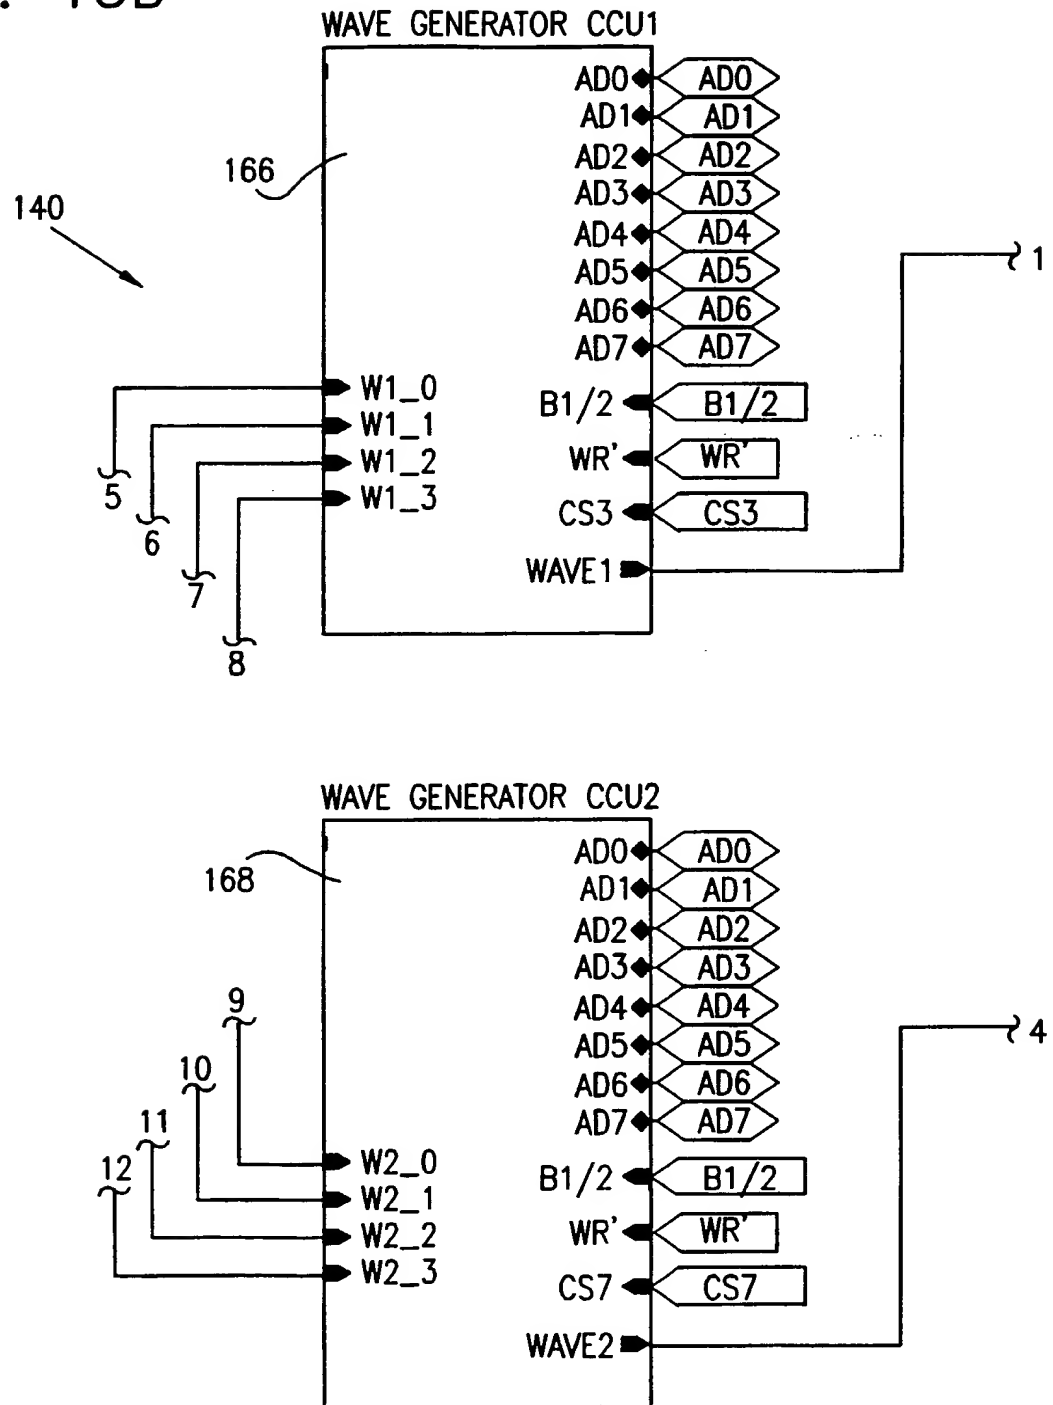 WAVE GENERATOR CCU1
AD0 AD0
AD1 AD1
166 AD2 AD2
140 AD3 AD3
AD4 AD4
1
AD5 AD5
AD6 AD6
AD7 AD7
W1_0 B1/2 B1/2
W1_1
W1_2 WR' WR'
5 W1_3
6 CS3 CS3
7 WAVE1
8
WAVE GENERATOR CCU2
AD0 AD0
168 AD1 AD1
AD2 AD2
AD3 AD3
9 AD4 AD4
4
AD5 AD5
10 AD6 AD6
11 AD7 AD7
12 W2_0 B1/2 B1/2
W2_1
W2_2 WR' WR'
W2_3 CS7 CS7
WAVE2